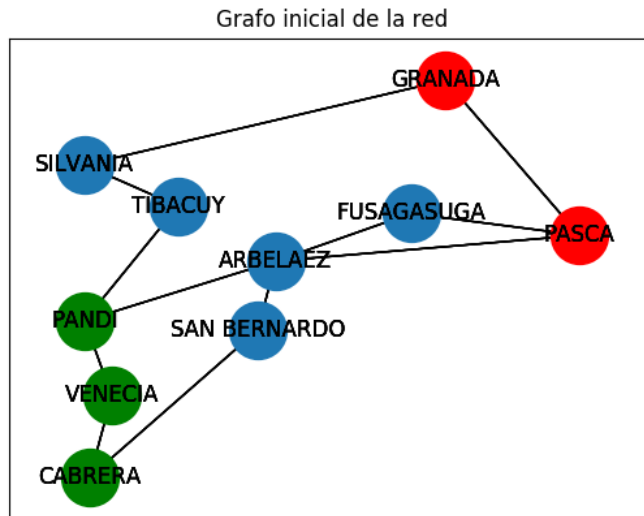 Grafo inicial de la red
GRANADA
SILVANIA
TIBACUY
FUSAGASUGA
PASCA
ARBELAEZ
PANDI
SAN BERNARDO
VENECIA
CABRERA